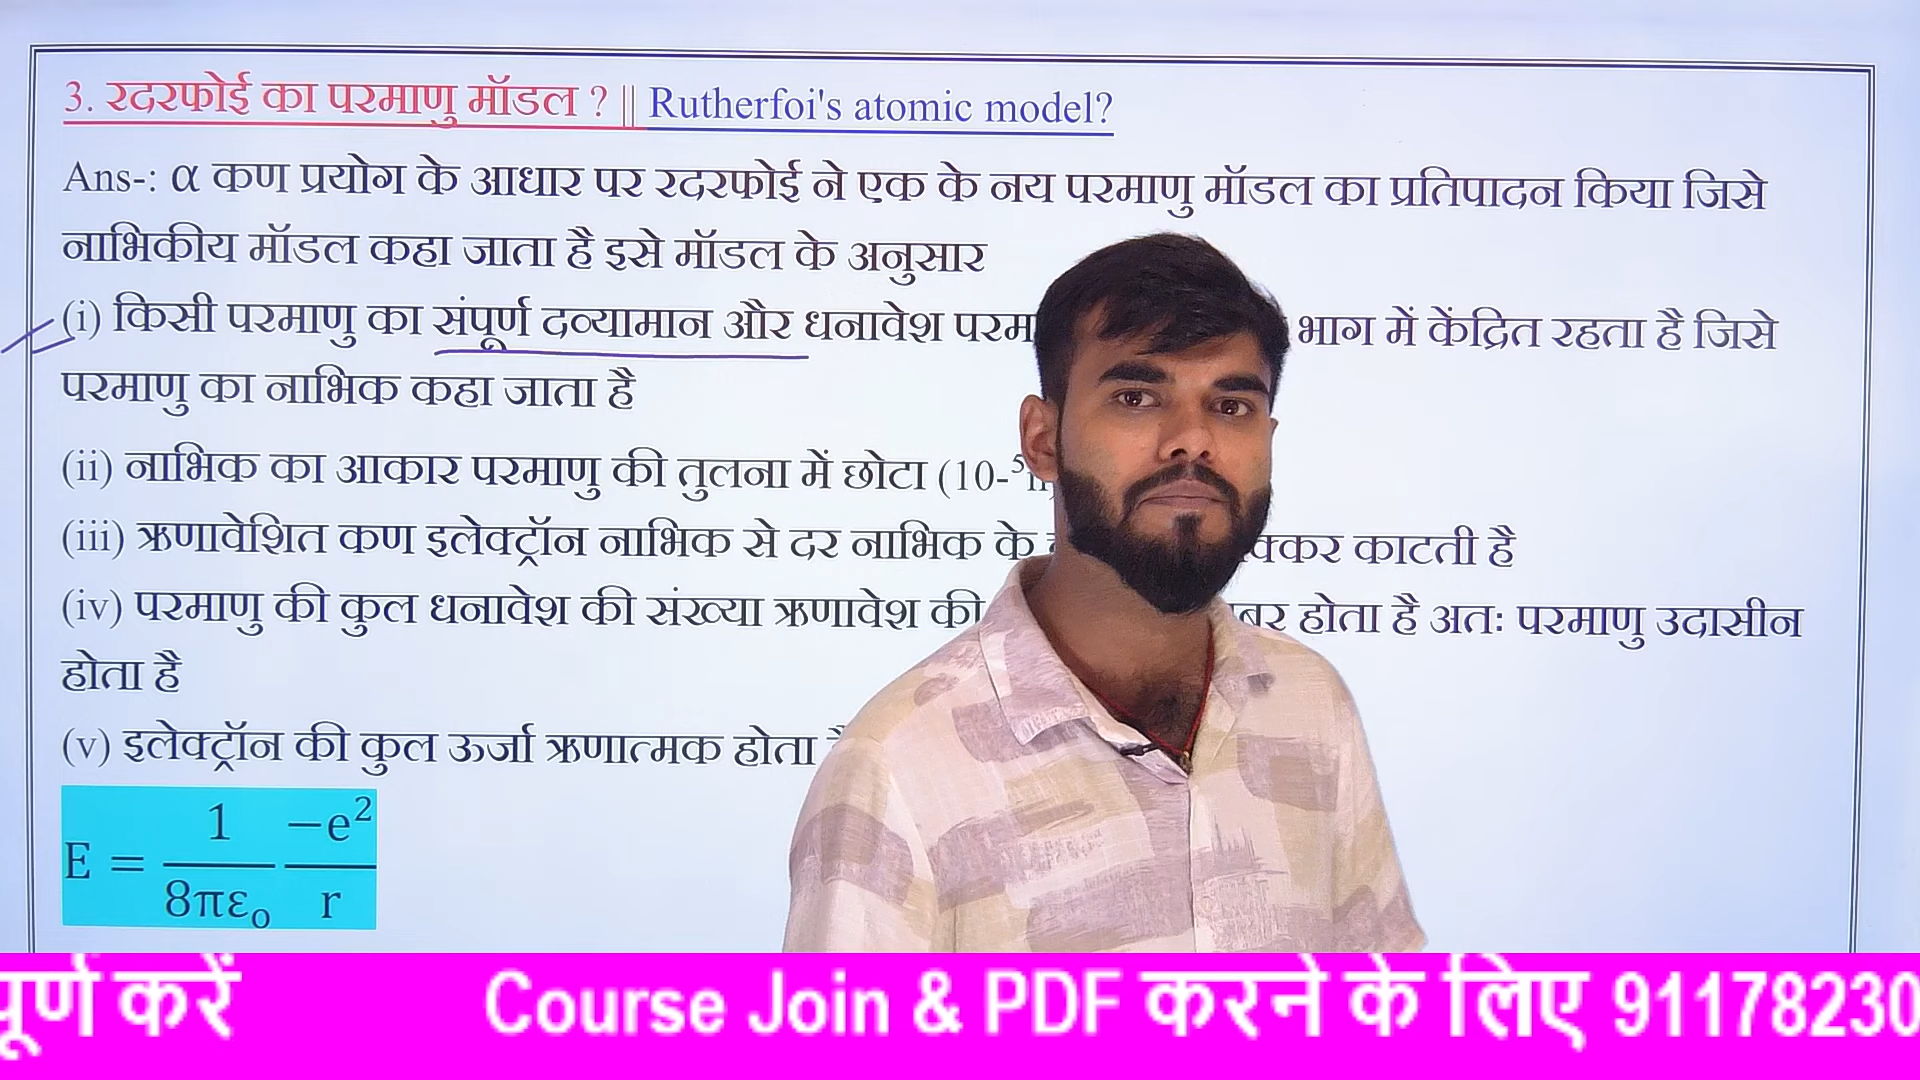 3. रदरफोई का परमाणु मॉडल ? || Rutherfoi's atomic model?
Ans-: α कण प्रयोग के आधार पर रदरफोई ने एक के नय परमाणु मॉडल का प्रतिपादन किया जिसे
नाभिकीय मॉडल कहा जाता है इसे मॉडल के अनुसार
(i) किसी परमाणु का संपूर्ण दव्यामान और धनावेश भाग में केंद्रित रहता है जिसे
परमाणु का नाभिक कहा जाता है
(ii) नाभिक का आकार परमाणु की तुलना में छोटा (10-⁵
(iii) ऋणावेशित कण इलेक्ट्रॉन नाभिक से दर नाभिक के काटती है
(iv) परमाणु की कुल धनावेश की संख्या ऋणावेश की होता है अतः परमाणु उदासीन
होता है
(v) इलेक्ट्रॉन की कुल ऊर्जा ऋणात्मक होता
E = 1/8πε₀ −e²/r
करें Course Join & PDF करने के लिए 91178230